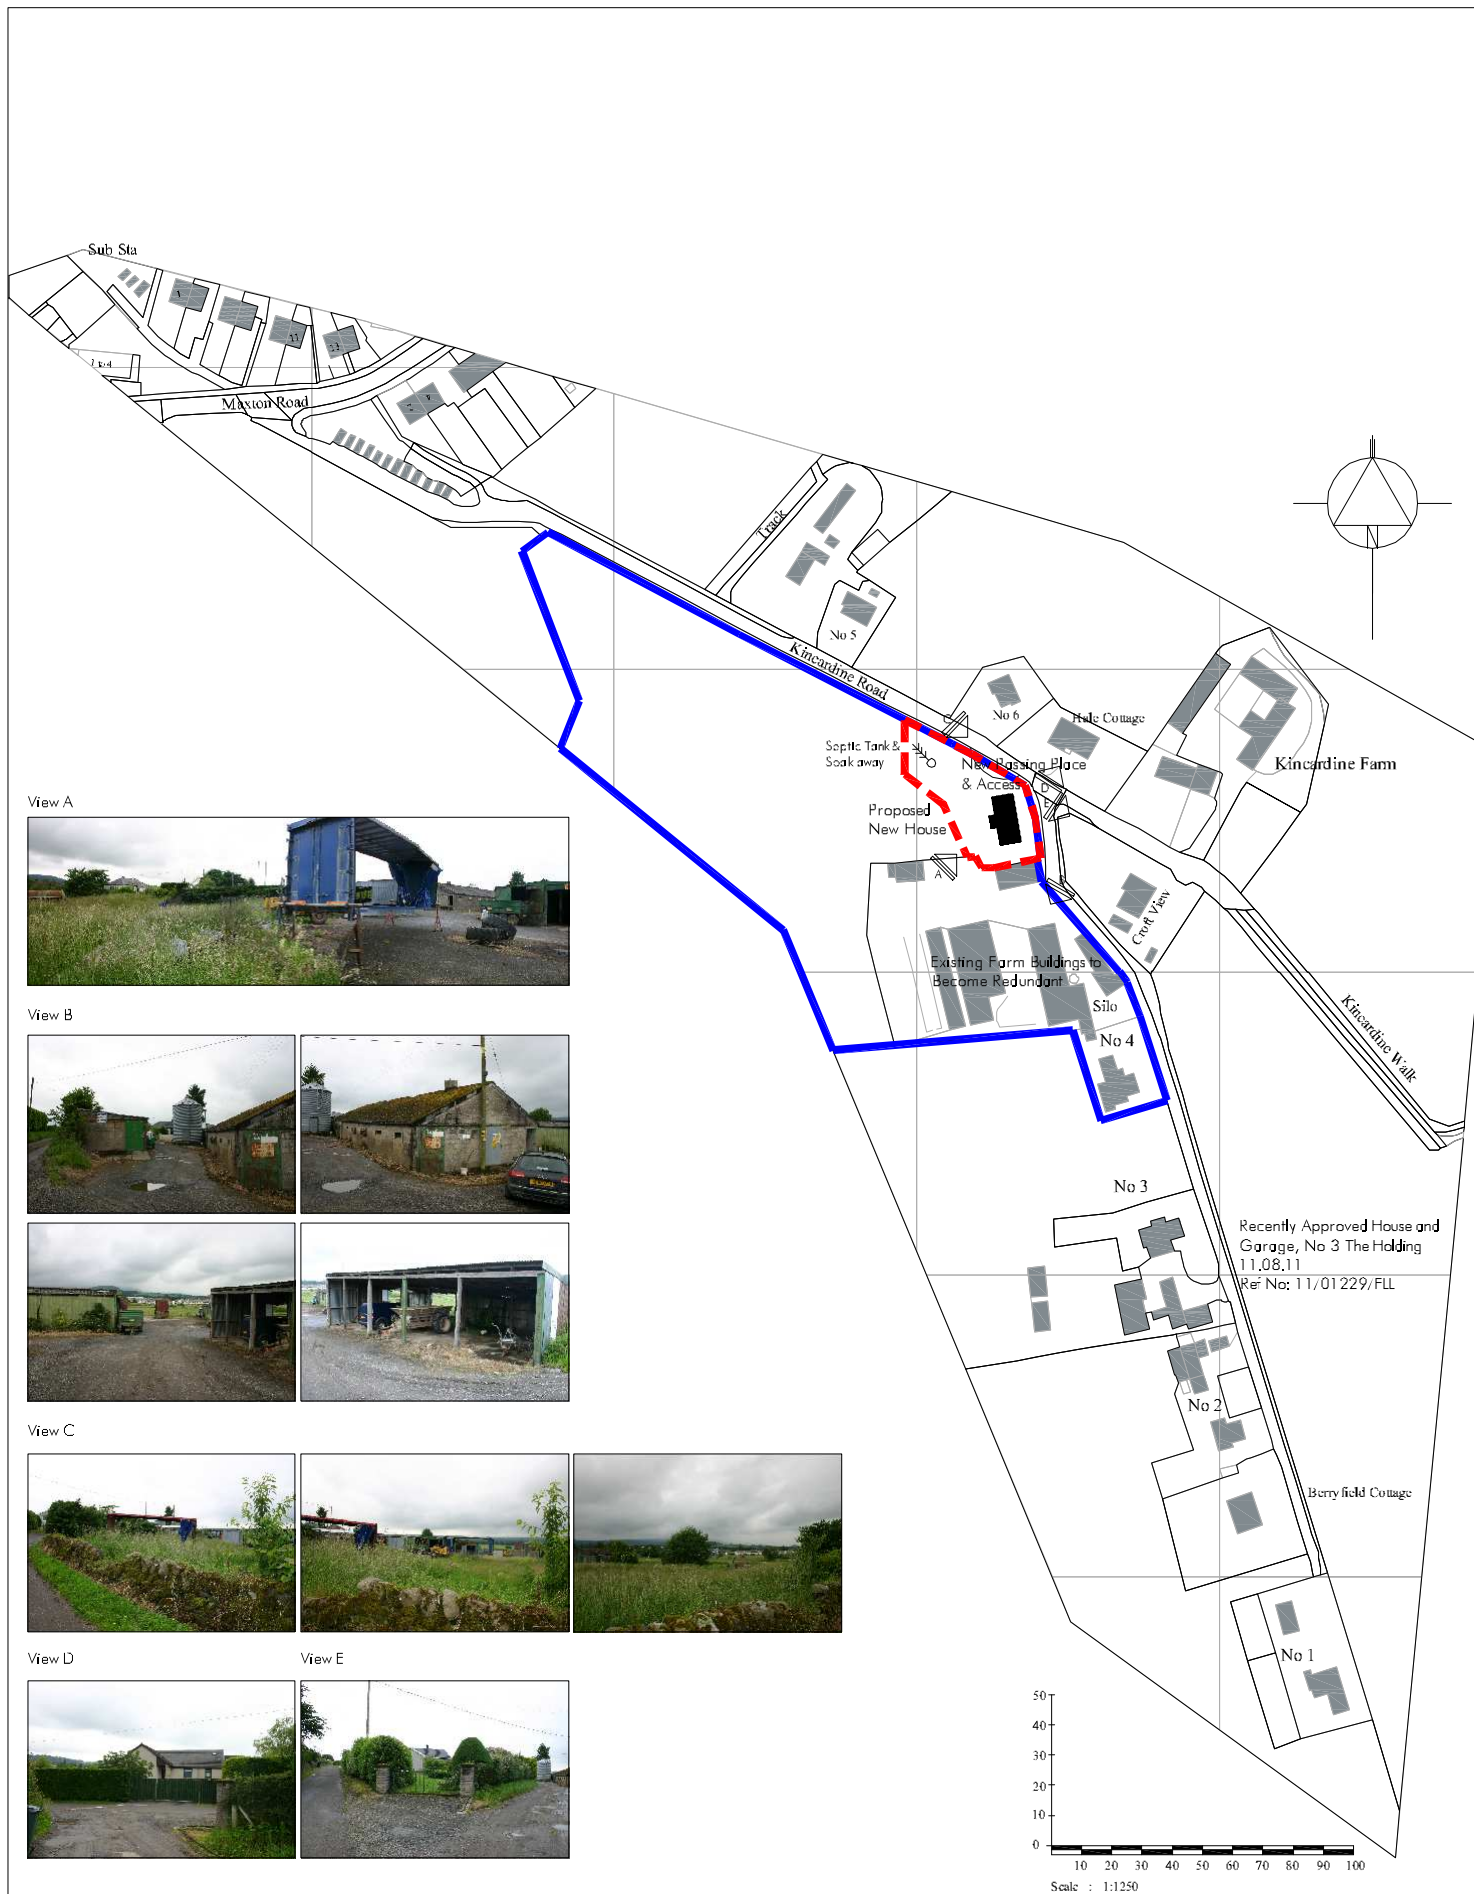 Sub Sta
Maxton Road
Track
No 5
Kincardine Road
No 6
Hale Cottage
Kincardine Farm
Septic Tank &
Soakaway
New Passing Place
& Access
D
E
Proposed
New House
A
Croft View
Existing Farm Buildings to
Become Redundant
Silo
No 4
Kincardine Walk
No 3
Recently Approved House and
Garage, No 3 The Holding
11.08.11
Ref No: 11/01229/FLL
No 2
Berryfield Cottage
No 1
View A
View B
View C
View D
View E
50
40
30
20
10
0
10 20 30 40 50 60 70 80 90 100
Scale : 1:1250